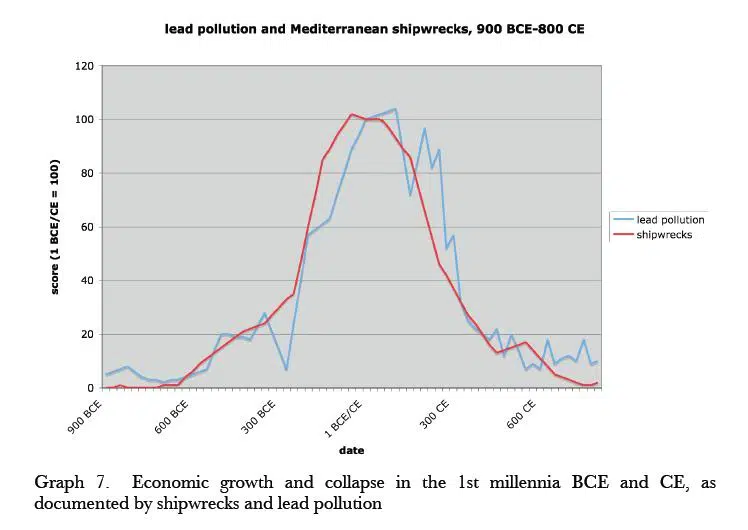 lead pollution and Mediterranean shipwrecks, 900 BCE-800 CE
120
100
80
60
40
20
0
score (1 BCE/CE = 100)
900 BCE
600 BCE
300 BCE
1 BCE/CE
300 CE
600 CE
date
lead pollution
shipwrecks
Graph 7. Economic growth and collapse in the 1st millennia BCE and CE, as
documented by shipwrecks and lead pollution